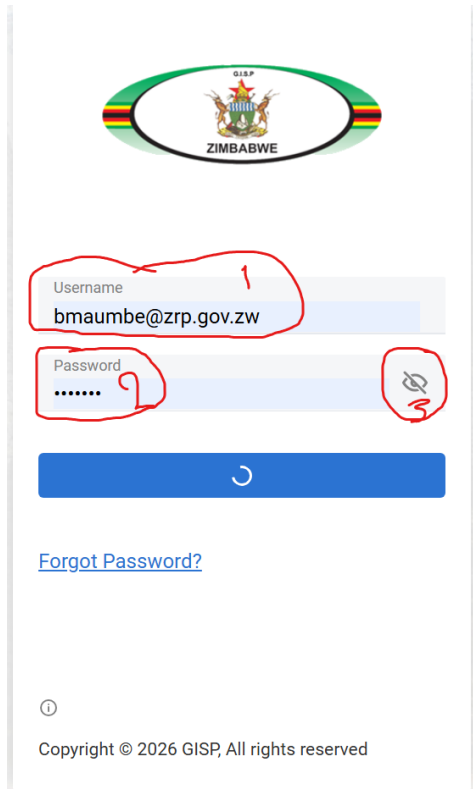 G.I.S.P
ZIMBABWE
1
Username
bmaumbe@zrp.gov.zw
Password
••••••• 2
3
Forgot Password?
Copyright © 2026 GISP, All rights reserved